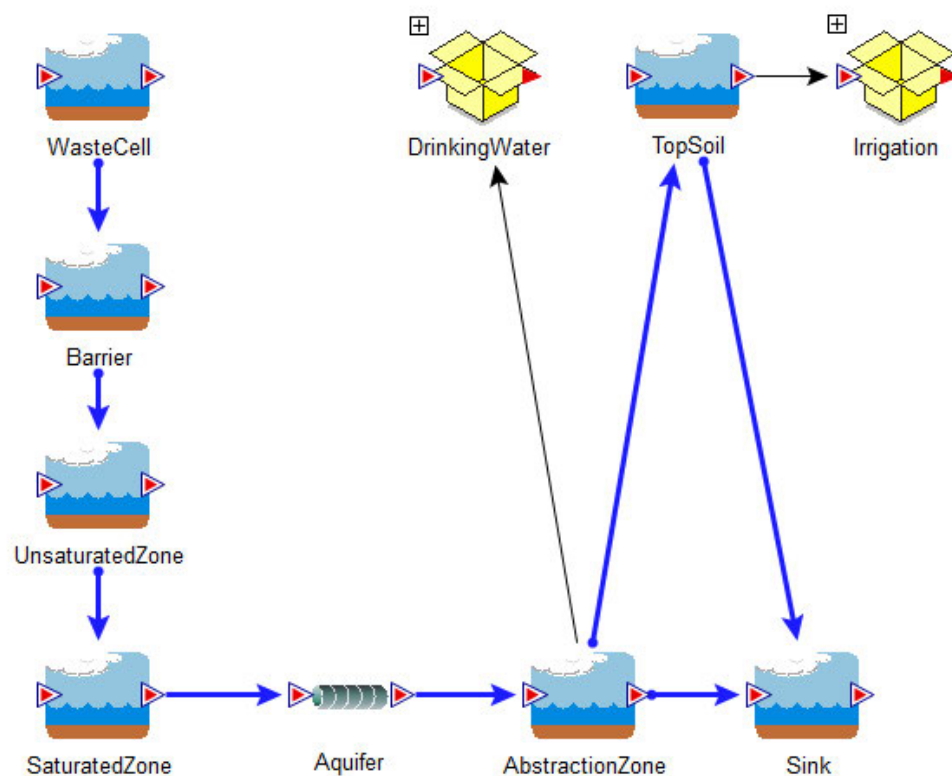 WasteCell
DrinkingWater
TopSoil
Irrigation
Barrier
UnsaturatedZone
SaturatedZone
Aquifer
AbstractionZone
Sink